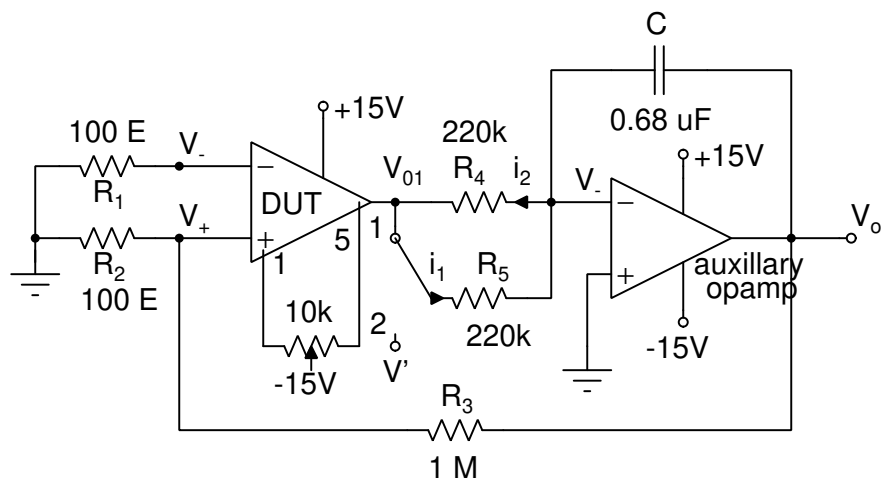 C
0.68 uF
+15V
100 E
V-
R1
DUT
V01
220k
R4
i2
V-
+15V
Vo
V+
R2
100 E
1
5
1
i1
R5
220k
auxillary
opamp
10k
-15V
2
V'
-15V
R3
1 M